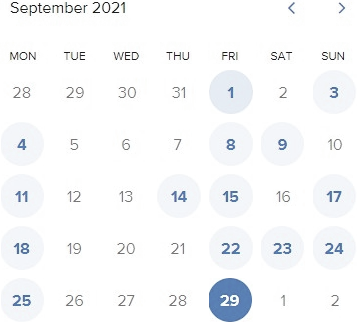 September 2021
MON TUE WED THU FRI SAT SUN
28 29 30 31 1 2 3
4 5 6 7 8 9 10
11 12 13 14 15 16 17
18 19 20 21 22 23 24
25 26 27 28 29 1 2